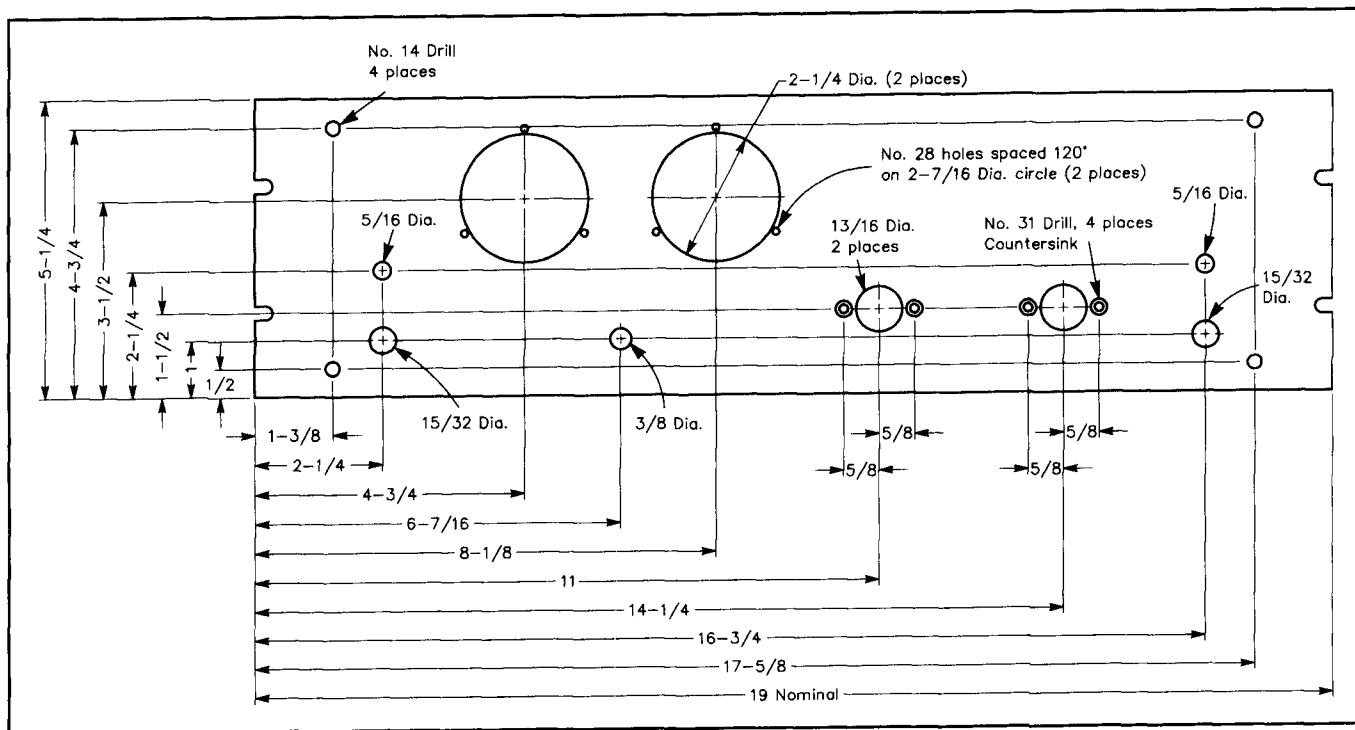 No. 14 Drill
4 places
2-1/4 Dia. (2 places)
No. 28 holes spaced 120°
on 2-7/16 Dia. circle (2 places)
5/16 Dia.
13/16 Dia.
2 places
No. 31 Drill, 4 places
Countersink
5/16 Dia.
15/32
Dia.
5-1/4
4-3/4
3-1/2
2-1/4
1-1/2
1
1/2
15/32 Dia.
3/8 Dia.
1-3/8
5/8
5/8
2-1/4
5/8
5/8
4-3/4
6-7/16
8-1/8
11
14-1/4
16-3/4
17-5/8
19 Nominal